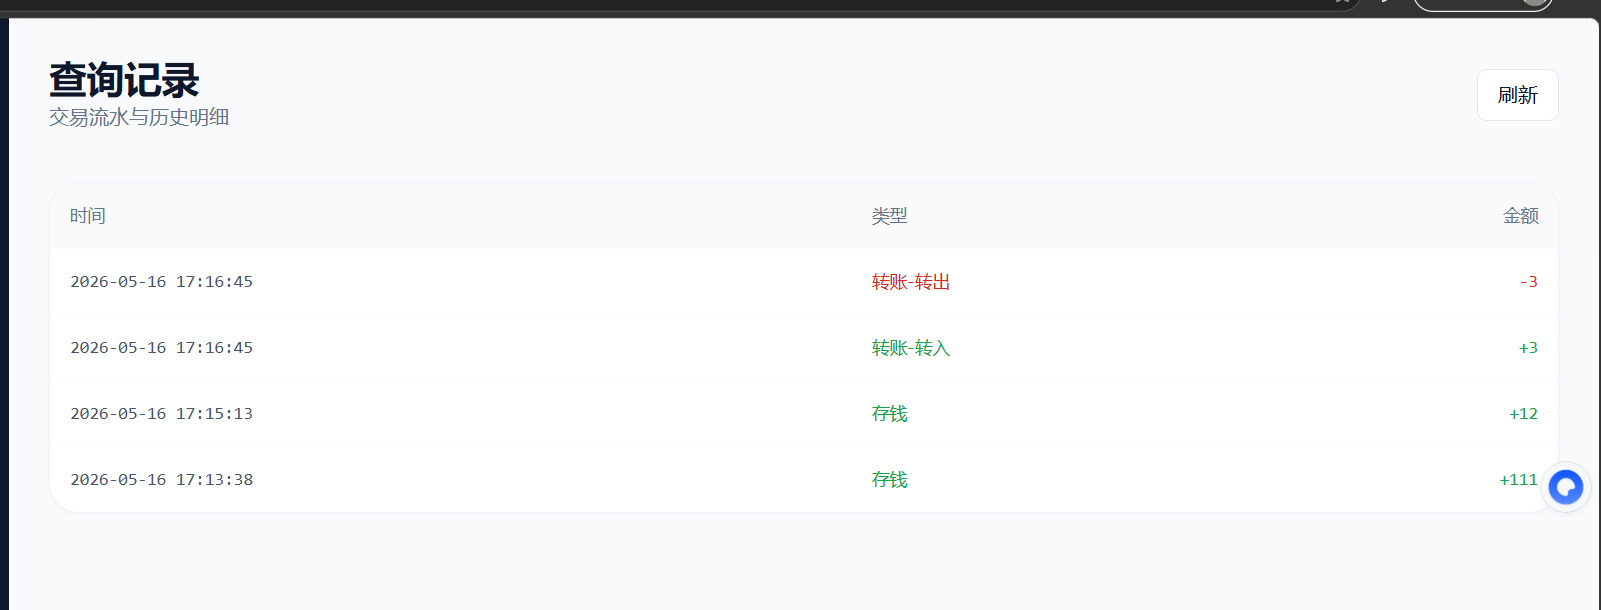 查询记录
交易流水与历史明细
刷新
时间 类型 金额
2026-05-16 17:16:45 转账-转出 -3
2026-05-16 17:16:45 转账-转入 +3
2026-05-16 17:15:13 存钱 +12
2026-05-16 17:13:38 存钱 +111